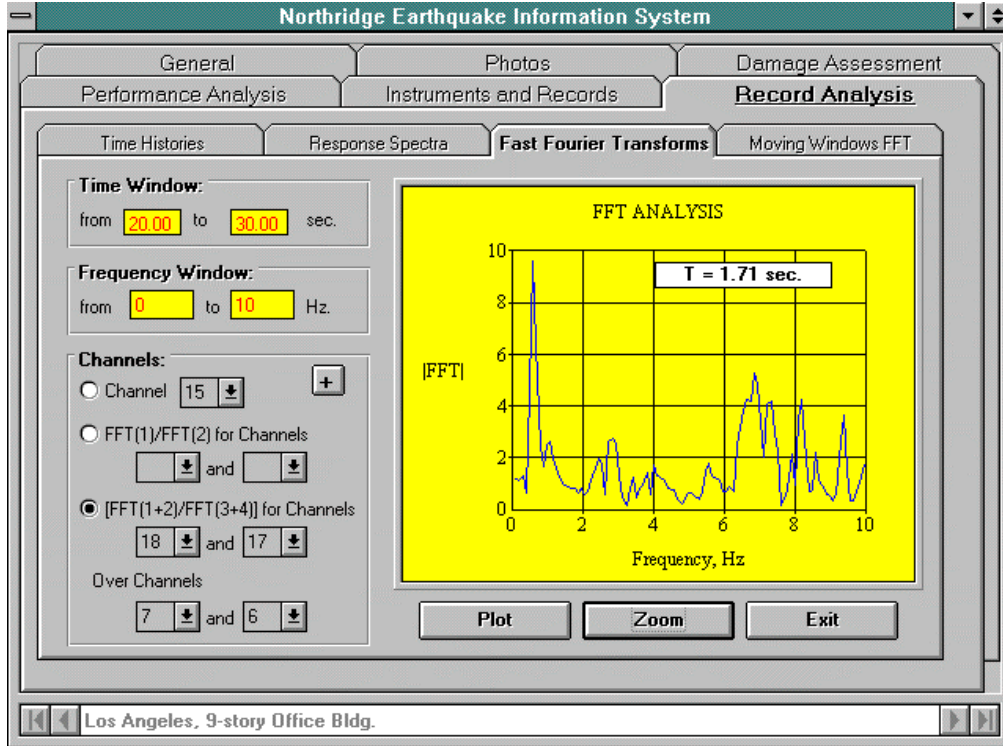 Northridge Earthquake Information System
General
Photos
Damage Assessment
Performance Analysis
Instruments and Records
Record Analysis
Time Histories
Response Spectra
Fast Fourier Transforms
Moving Windows FFT
Time Window:
from 20.00 to 30.00 sec.
Frequency Window:
from 0 to 10 Hz.
Channels:
Channel 15
+
FFT(1)/FFT(2) for Channels
and
[FFT(1+2)/FFT(3+4)] for Channels
18 and 17
Over Channels
7 and 6
FFT ANALYSIS
T = 1.71 sec.
|FFT|
10
8
6
4
2
0
0 2 4 6 8 10
Frequency, Hz
Plot
Zoom
Exit
Los Angeles, 9-story Office Bldg.